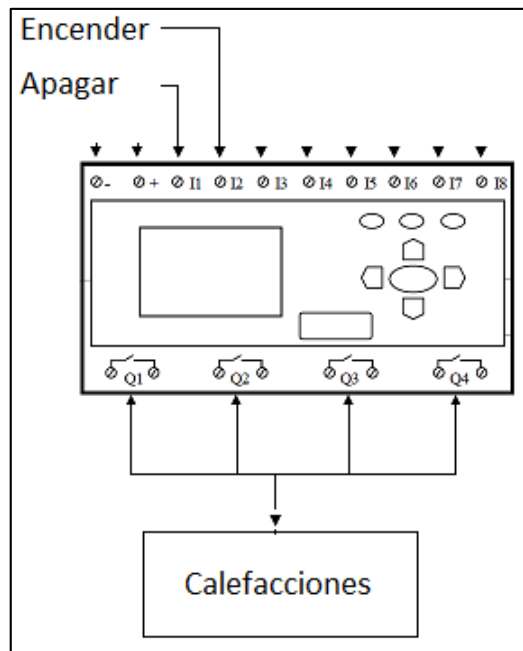 Encender
Apagar
- + I1 I2 I3 I4 I5 I6 I7 I8
Q1 Q2 Q3 Q4
Calefacciones